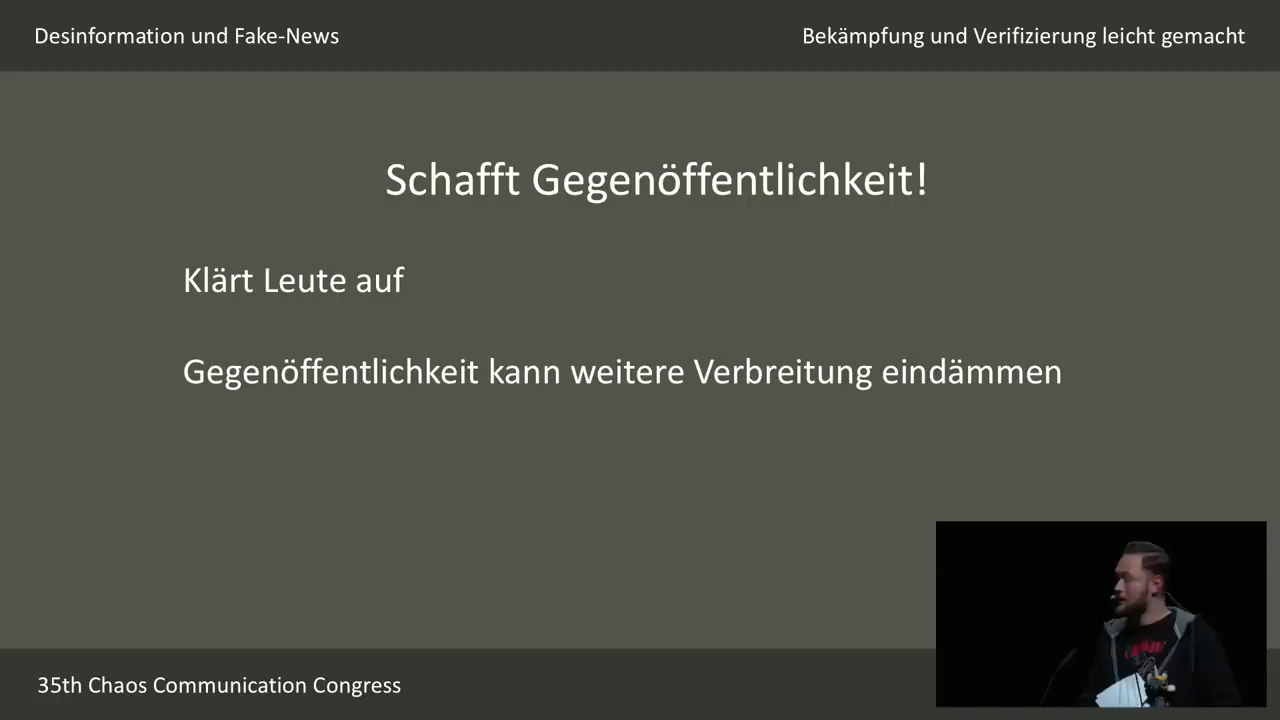 Desinformation und Fake-News
Bekämpfung und Verifizierung leicht gemacht
Schafft Gegenöffentlichkeit!
Klärt Leute auf
Gegenöffentlichkeit kann weitere Verbreitung eindämmen
35th Chaos Communication Congress